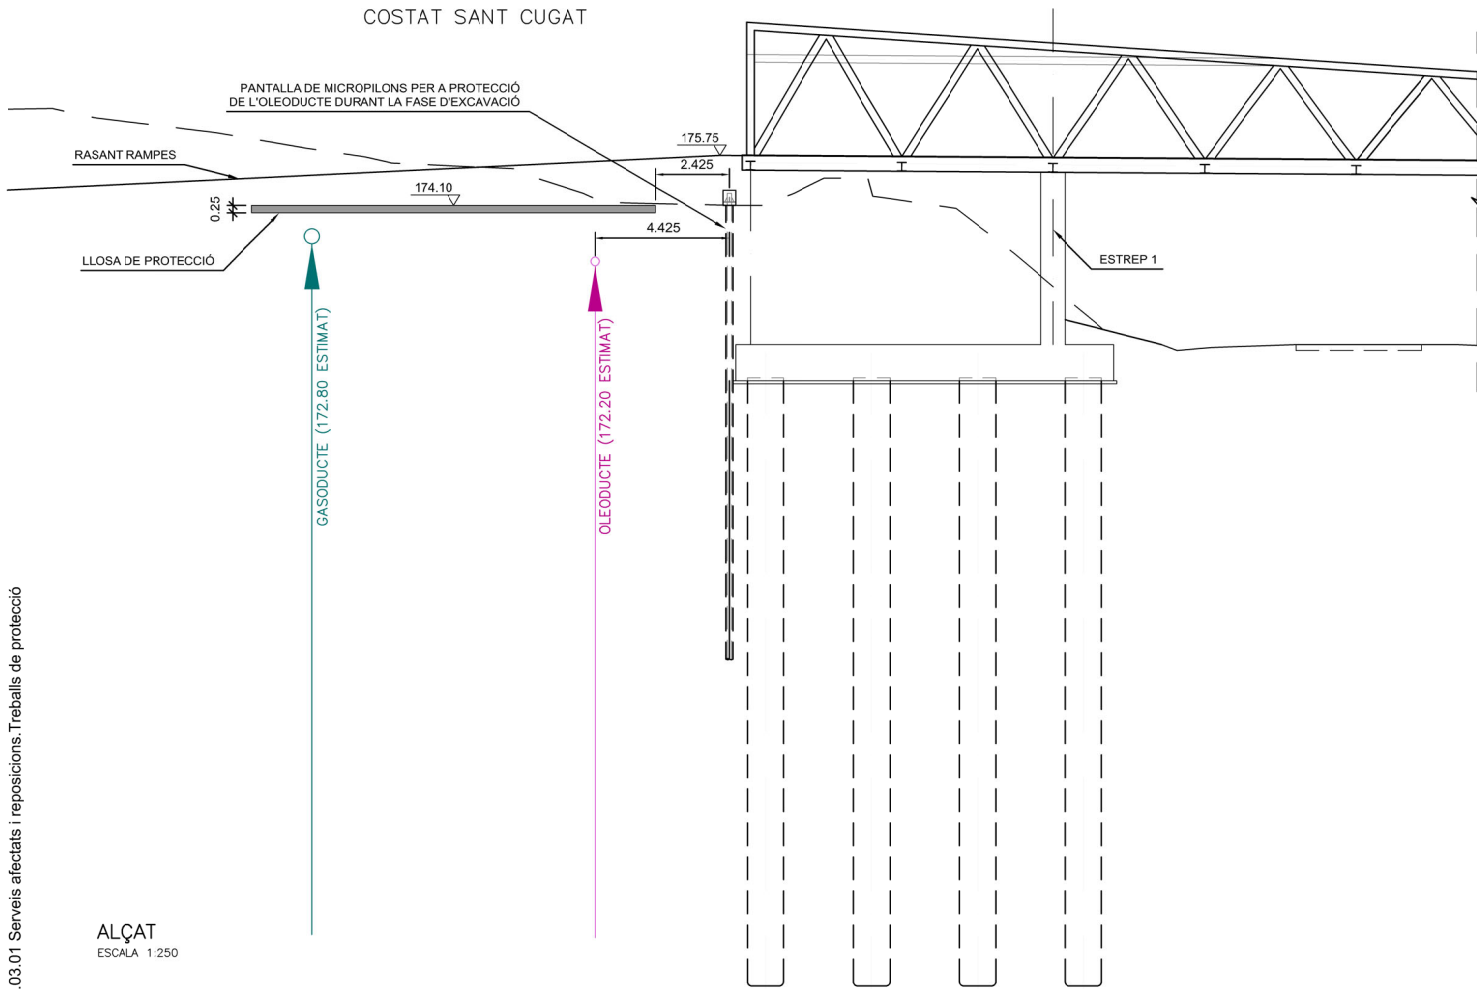 COSTAT SANT CUGAT
PANTALLA DE MICROPILONS PER A PROTECCIÓ
DE L'OLEODUCTE DURANT LA FASE D'EXCAVACIÓ
175.75
RASANT RAMPES
2.425
174.10
0.25
4.425
LLOSA DE PROTECCIÓ
ESTREP 1
GASODUCTE (172.80 ESTIMAT)
OLEODUCTE (172.20 ESTIMAT)
.03.01 Serveis afectats i reposicions.Treballs de protecció
ALÇAT
ESCALA 1:250